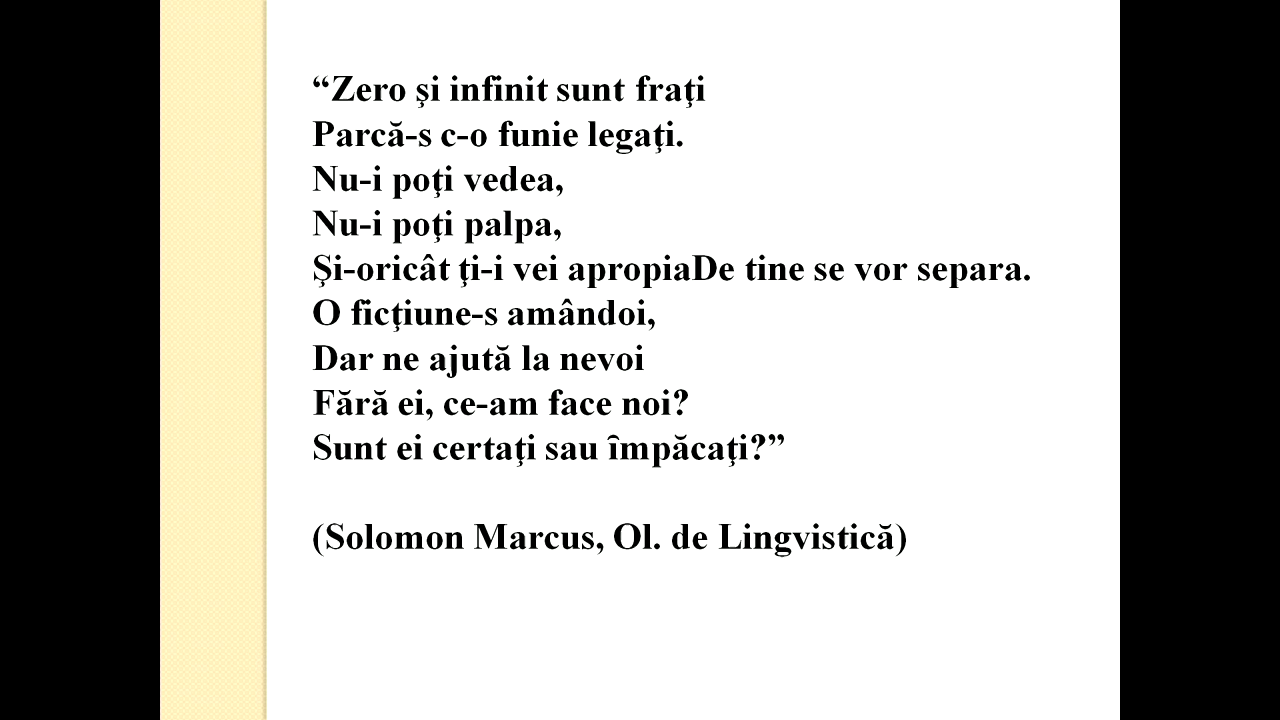 “Zero şi infinit sunt fraţi
Parcă-s c-o funie legaţi.
Nu-i poţi vedea,
Nu-i poţi palpa,
Şi-oricât ţi-i vei apropiaDe tine se vor separa.
O ficţiune-s amândoi,
Dar ne ajută la nevoi
Fără ei, ce-am face noi?
Sunt ei certaţi sau împăcaţi?”
(Solomon Marcus, Ol. de Lingvistică)